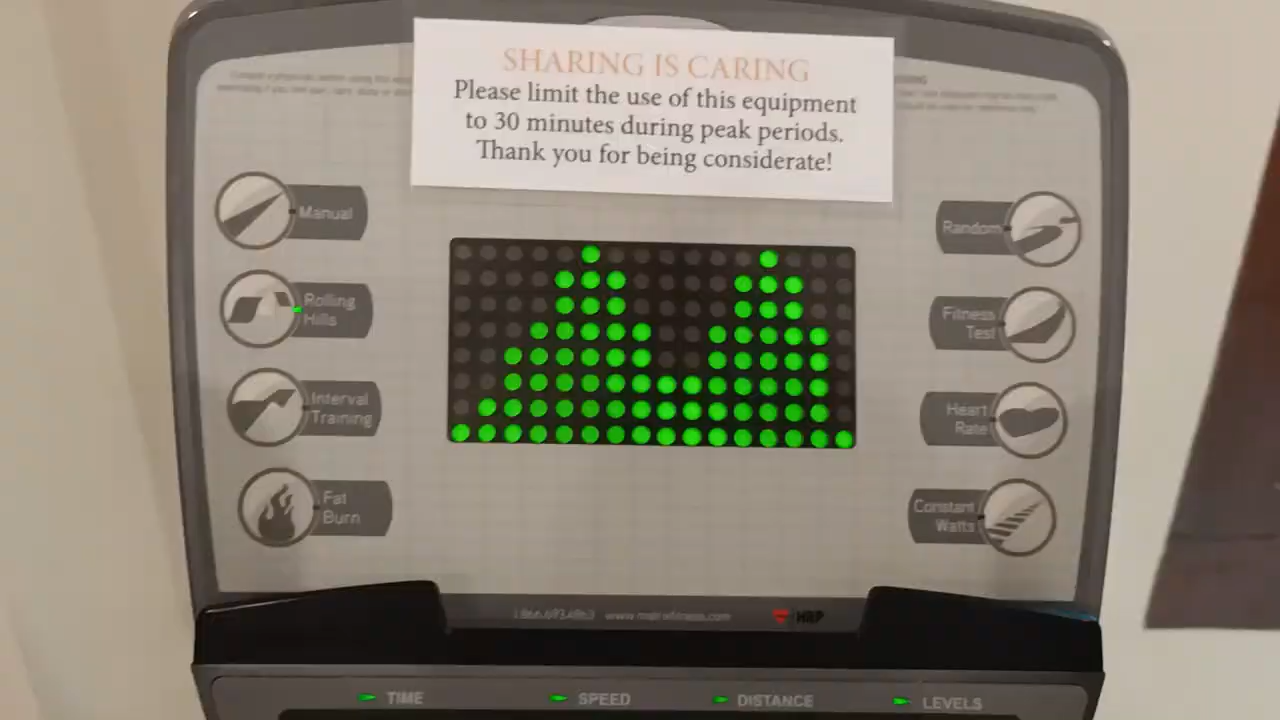 SHARING IS CARING
Please limit the use of this equipment
to 30 minutes during peak periods.
Thank you for being considerate!
Manual
Rolling
Hills
Interval
Training
Fat
Burn
Random
Fitness
Test
Heart
Rate
Constant
Watts
www.matrixfitness.com
HRP
TIME
SPEED
DISTANCE
LEVELS